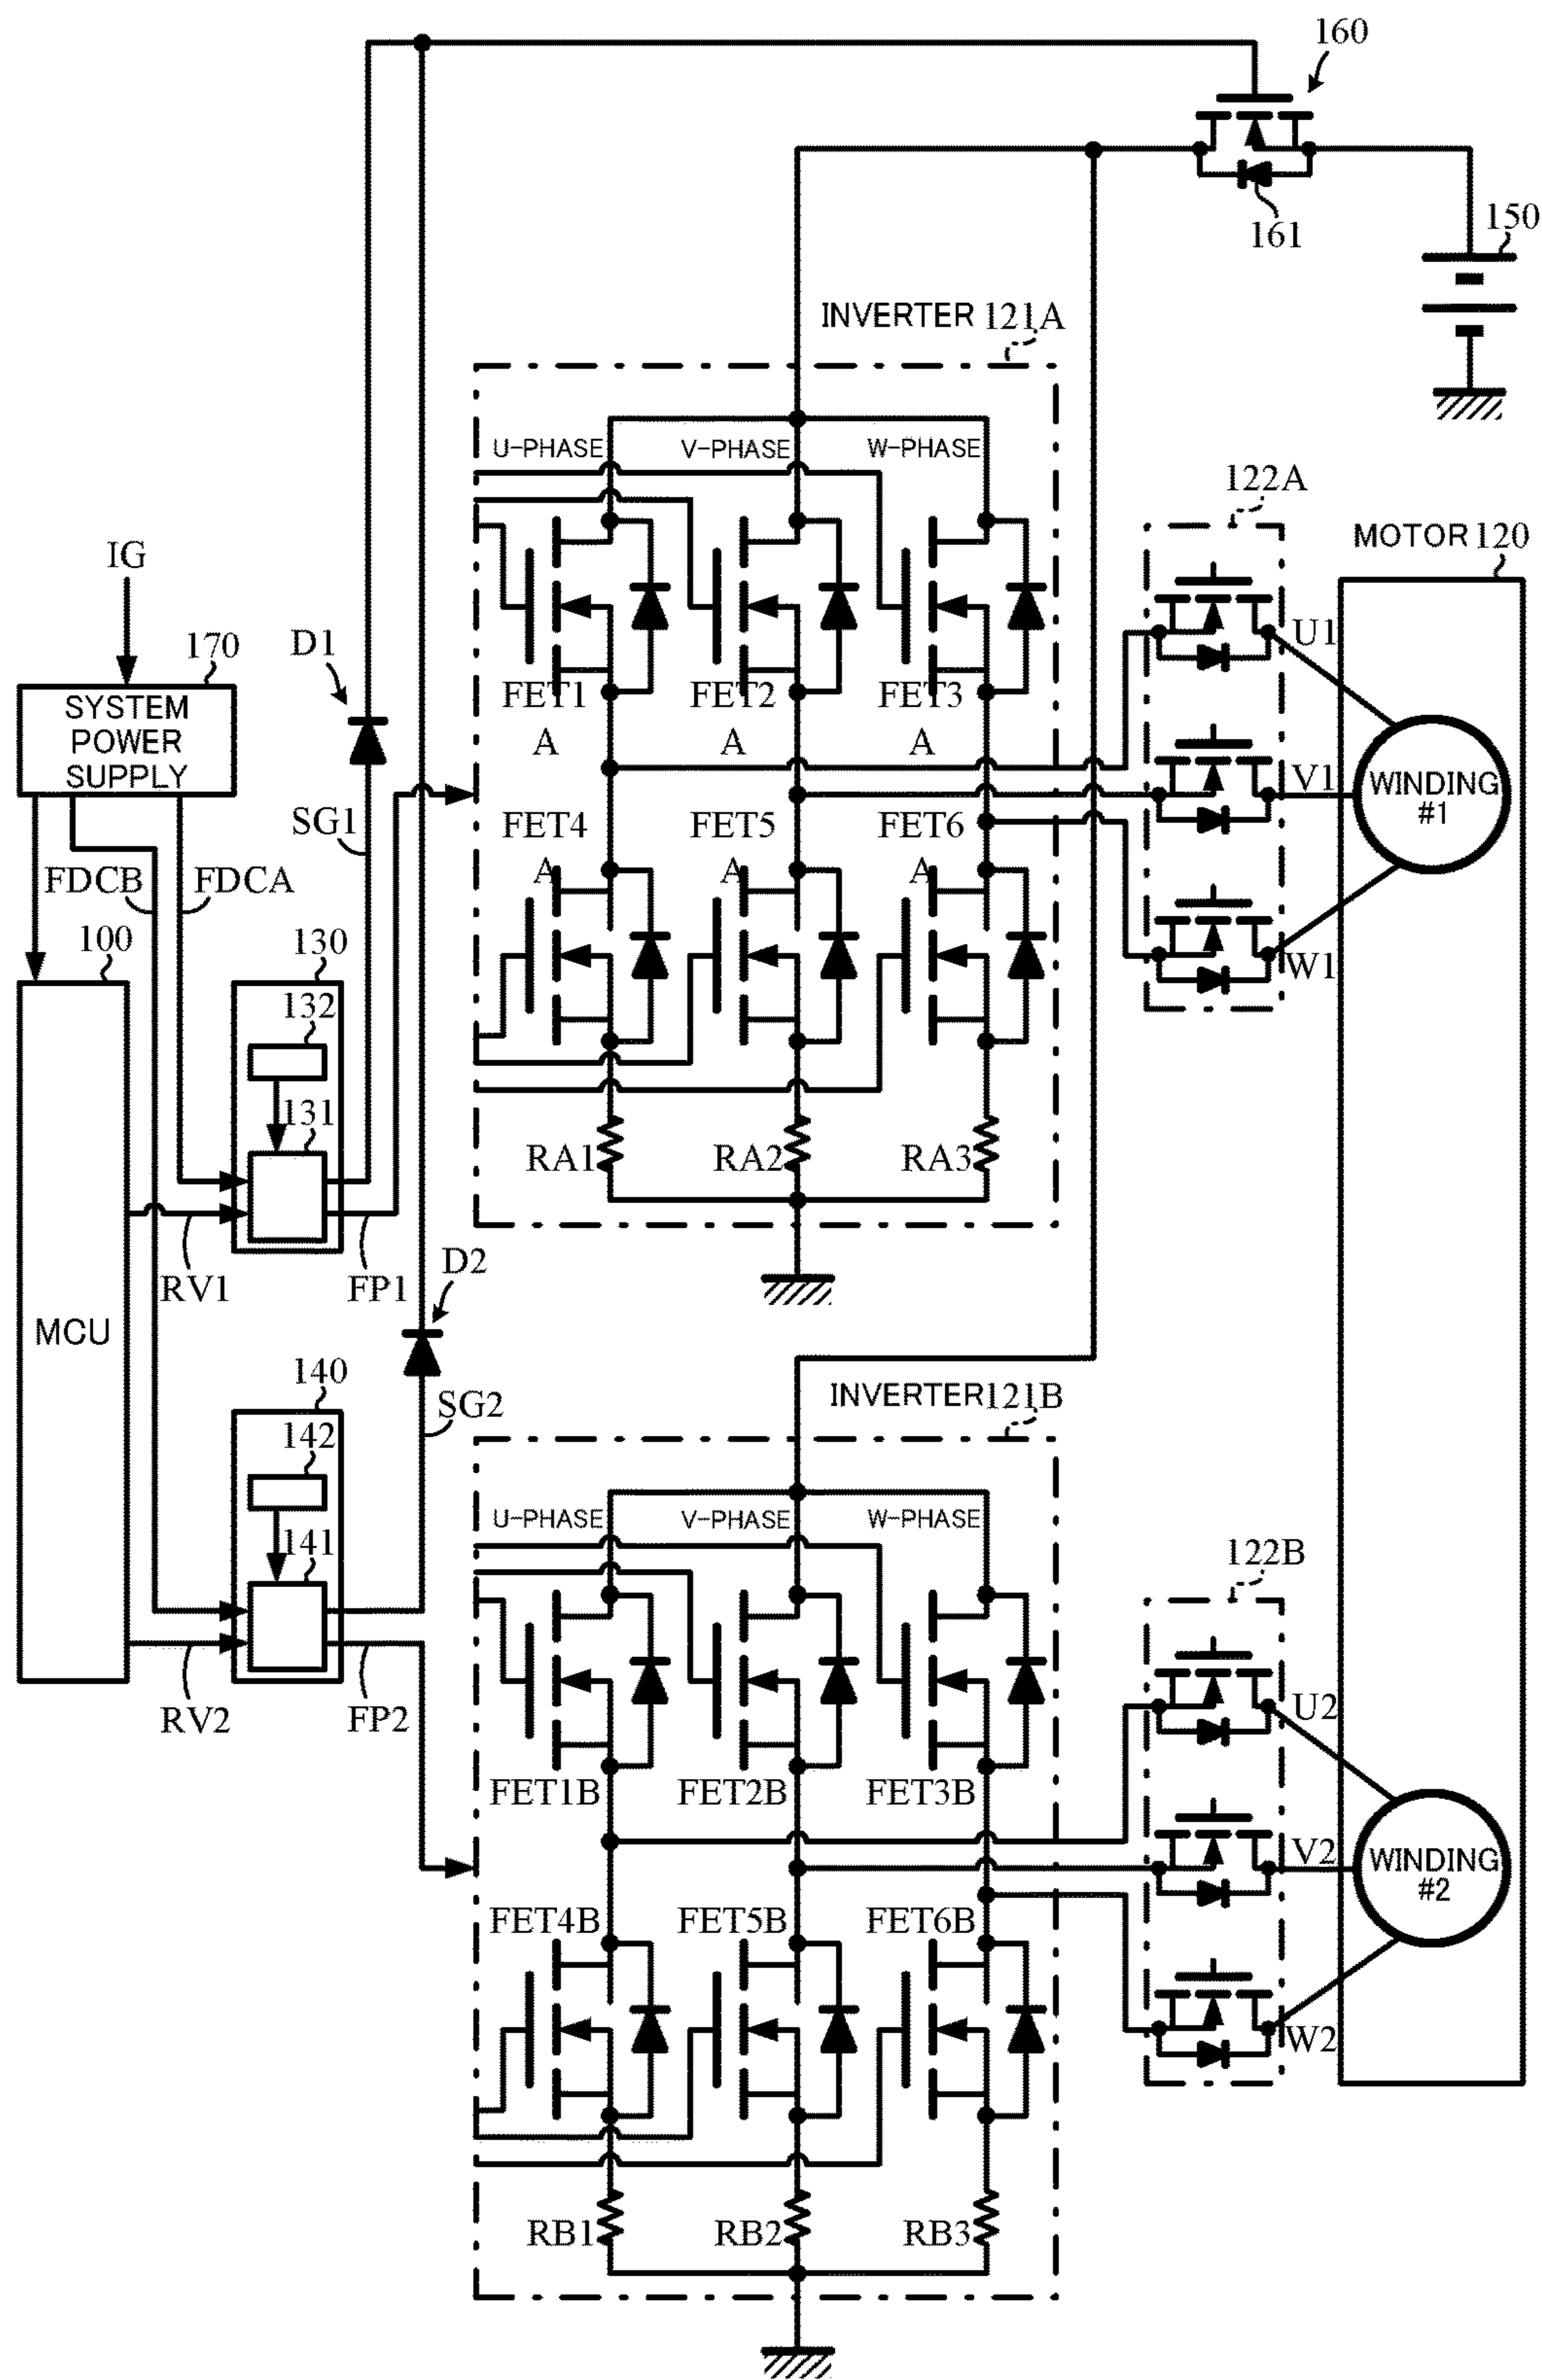 160
161
150
INVERTER 121A
U-PHASE
V-PHASE
W-PHASE
122A
MOTOR 120
IG
170
D1
SYSTEM
POWER
SUPPLY
FET1
A
FET2
A
FET3
A
U1
V1
WINDING
#1
SG1
FDCB
FDCA
FET4
A
FET5
A
FET6
A
100
130
132
131
W1
RA1
RA2
RA3
RV1
FP1
D2
MCU
140
142
141
SG2
INVERTER 121B
U-PHASE
V-PHASE
W-PHASE
122B
RV2
FP2
U2
FET1B
FET2B
FET3B
V2
WINDING
#2
FET4B
FET5B
FET6B
W2
RB1
RB2
RB3